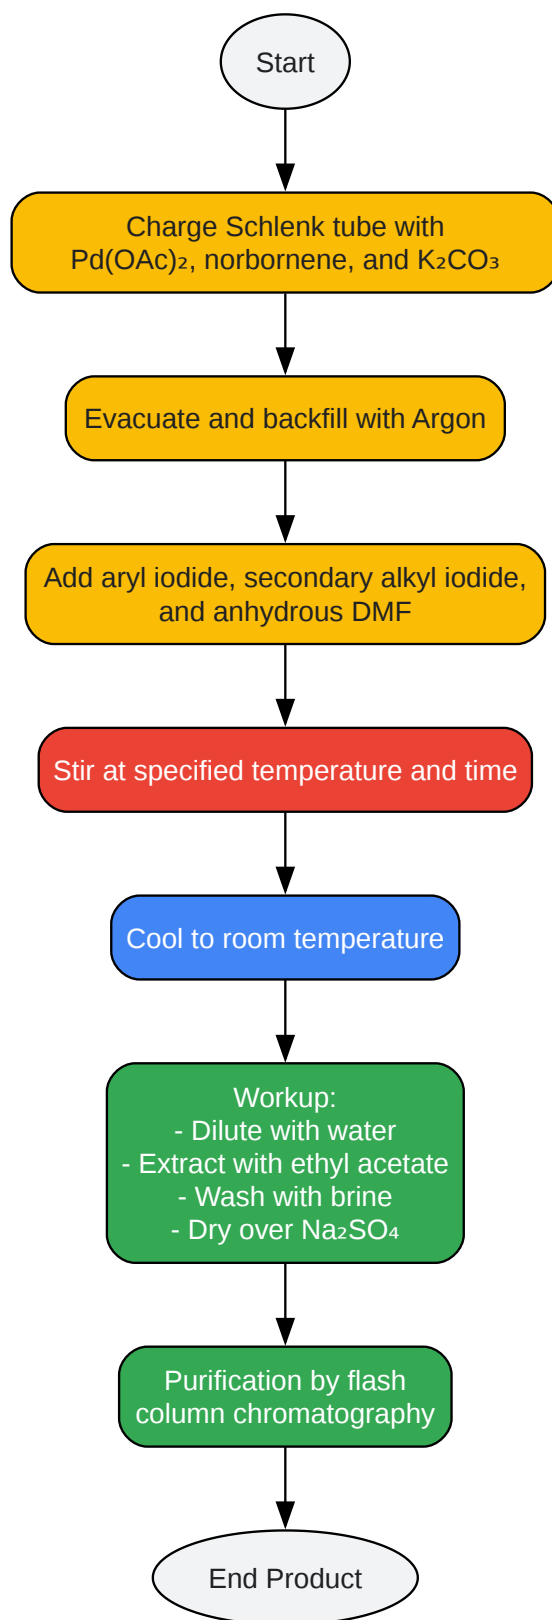 Start
Charge Schlenk tube with
Pd(OAc)₂, norbornene, and K₂CO₃
Evacuate and backfill with Argon
Add aryl iodide, secondary alkyl iodide,
and anhydrous DMF
Stir at specified temperature and time
Cool to room temperature
Workup:
- Dilute with water
- Extract with ethyl acetate
- Wash with brine
- Dry over Na₂SO₄
Purification by flash
column chromatography
End Product